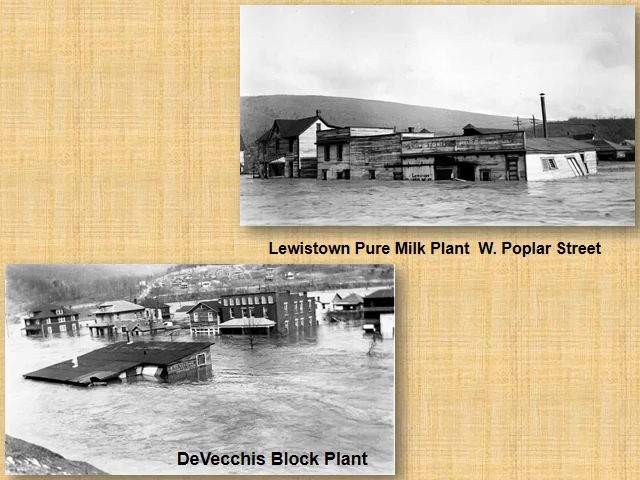 Lewistown Pure Milk Plant W. Poplar Street
DeVecchis Block Plant